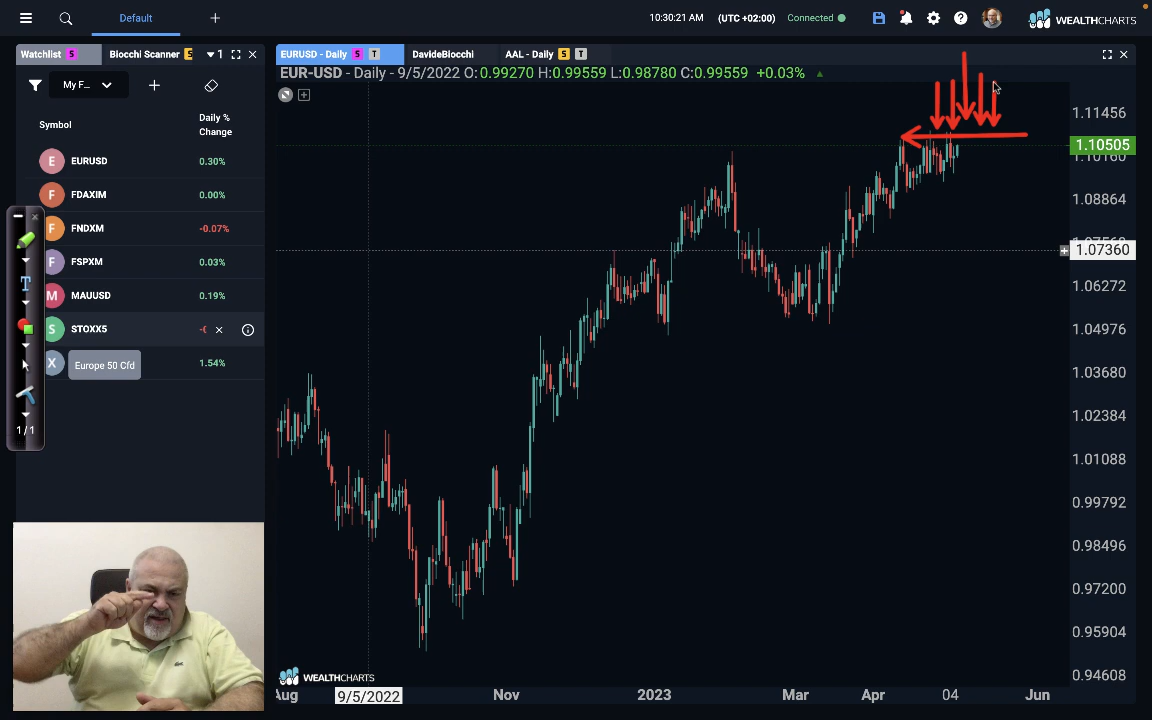 Default
10:30:21 AM (UTC +02:00) Connected
WEALTHCHARTS
Watchlist S Biocchi Scanner S 1
EURUSD - Daily S T DavideBiocchi AAL - Daily S T
EUR-USD - Daily - 9/5/2022 O:0.99270 H:0.99559 L:0.98780 C:0.99559 +0.03%
My F...
Symbol Daily % Change
E EURUSD 0.30%
F FDAXIM 0.00%
F FNDXM -0.07%
F FSPXM 0.03%
M MAUUSD 0.19%
S STOXX5
X Europe 50 Cfd 1.54%
T
1/1
1.11456
1.10505
1.10160
1.08864
1.07360
1.06272
1.04976
1.03680
1.02384
1.01088
0.99792
0.98496
0.97200
0.95904
0.94608
WEALTHCHARTS
Aug 9/5/2022 Nov 2023 Mar Apr 04 Jun